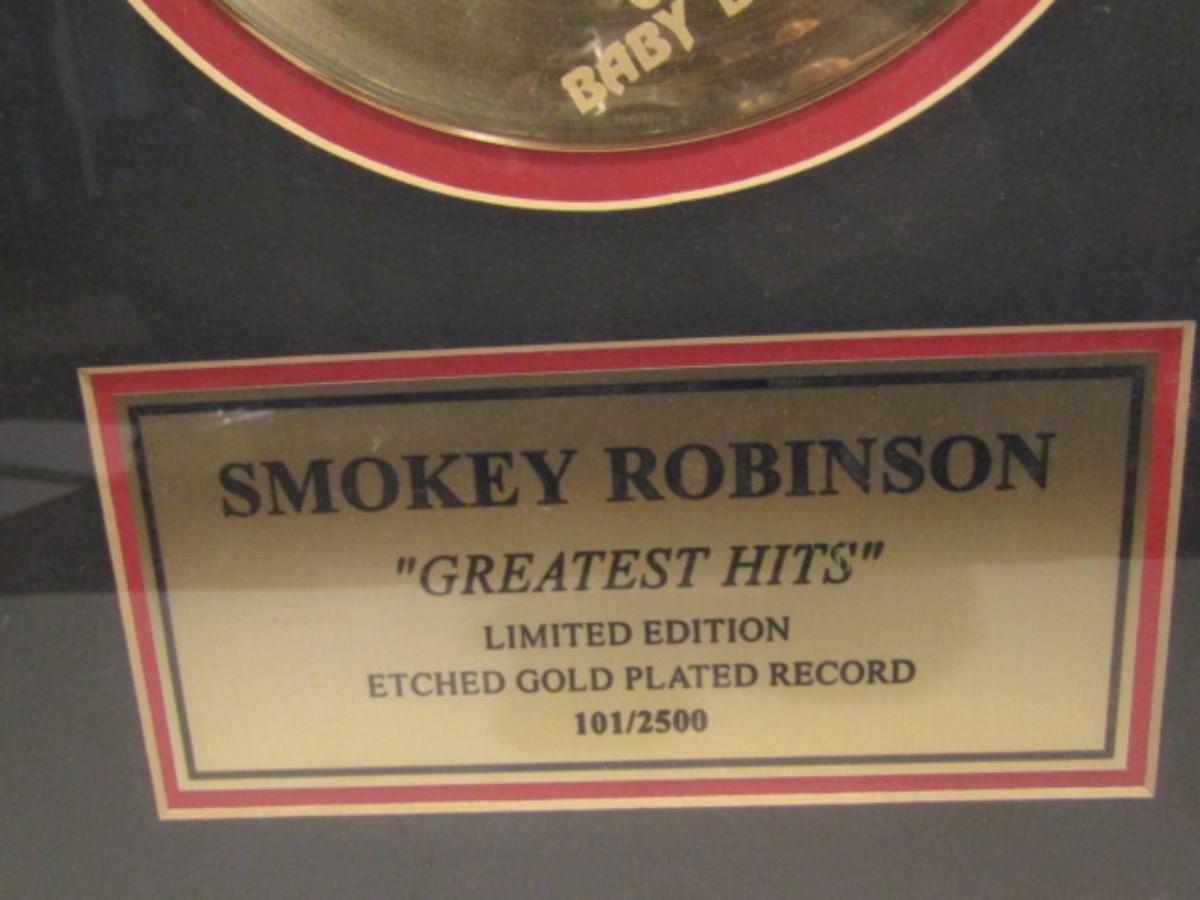 BABY
SMOKEY ROBINSON
"GREATEST HITS"
LIMITED EDITION
ETCHED GOLD PLATED RECORD
101/2500